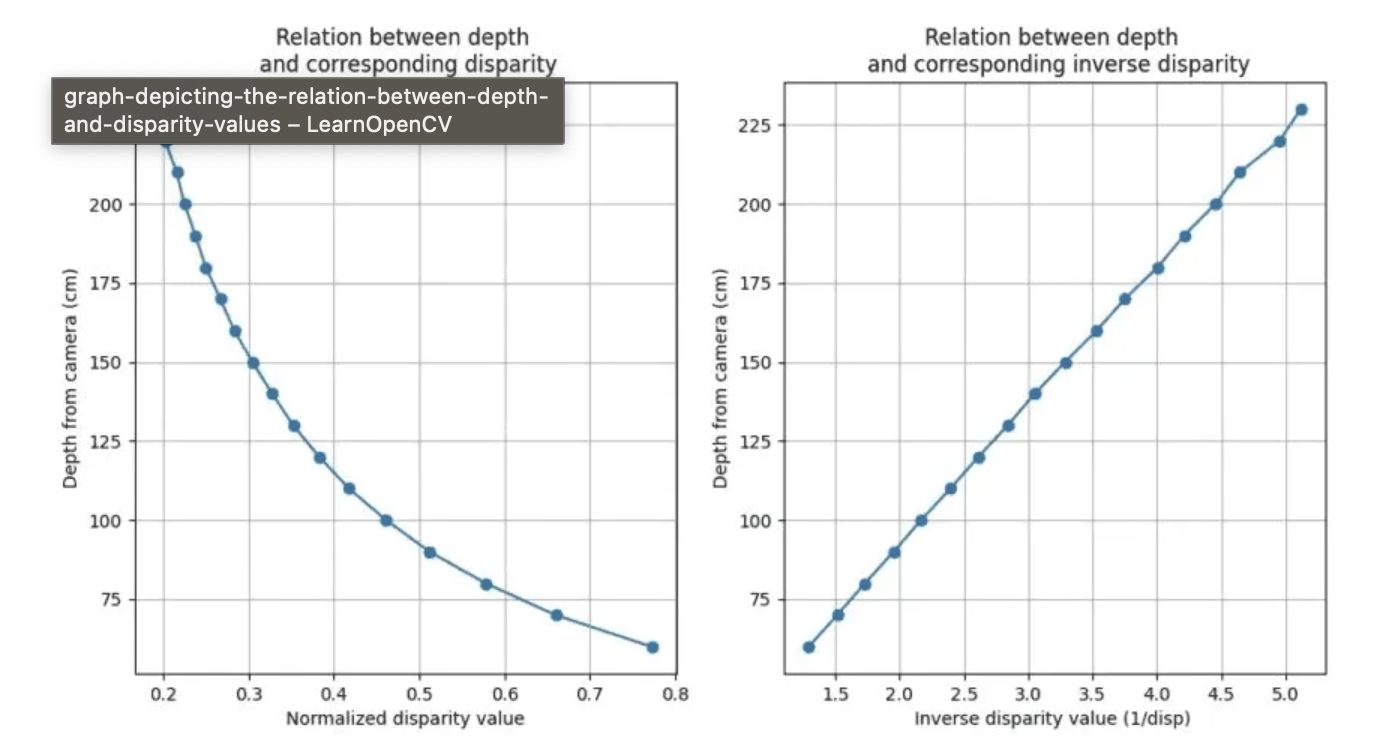 Relation between depth
and corresponding disparity
graph-depicting-the-relation-between-depth-
and-disparity-values – LearnOpenCV
200
175
150
125
100
75
Depth from camera (cm)
0.2 0.3 0.4 0.5 0.6 0.7 0.8
Normalized disparity value
Relation between depth
and corresponding inverse disparity
225
200
175
150
125
100
75
Depth from camera (cm)
1.5 2.0 2.5 3.0 3.5 4.0 4.5 5.0
Inverse disparity value (1/disp)